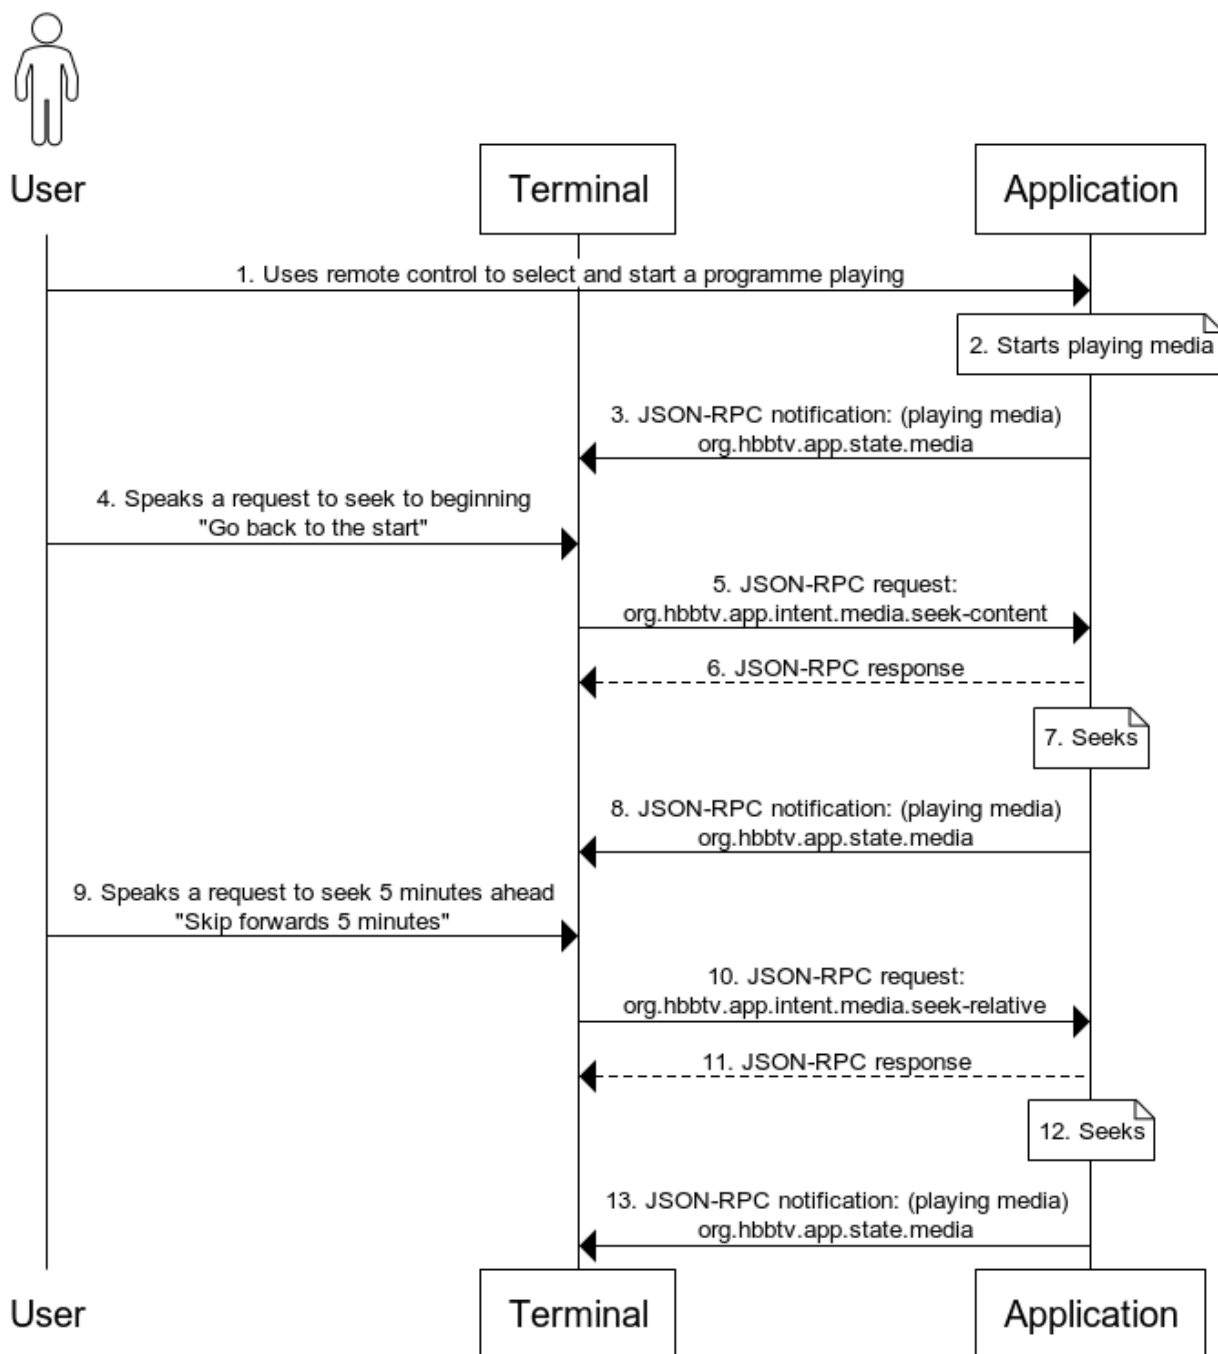 User
Terminal
Application
1. Uses remote control to select and start a programme playing
2. Starts playing media
3. JSON-RPC notification: (playing media)
org.hbbtv.app.state.media
4. Speaks a request to seek to beginning
"Go back to the start"
5. JSON-RPC request:
org.hbbtv.app.intent.media.seek-content
6. JSON-RPC response
7. Seeks
8. JSON-RPC notification: (playing media)
org.hbbtv.app.state.media
9. Speaks a request to seek 5 minutes ahead
"Skip forwards 5 minutes"
10. JSON-RPC request:
org.hbbtv.app.intent.media.seek-relative
11. JSON-RPC response
12. Seeks
13. JSON-RPC notification: (playing media)
org.hbbtv.app.state.media
User
Terminal
Application